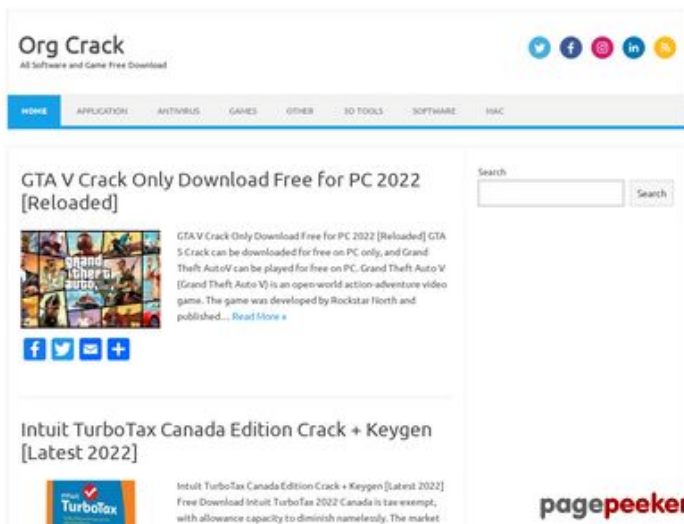 Org Crack
All Software and Game Free Download
HOME APPLICATION ANTIVIRUS GAMES OTHER 3D TOOLS SOFTWARE MAC
GTA V Crack Only Download Free for PC 2022
[Reloaded]
Search
Search
grand
theft
auto
GTA V Crack Only Download Free for PC 2022 [Reloaded] GTA
5 Crack can be downloaded for free on PC only, and Grand
Theft AutoV can be played for free on PC. Grand Theft Auto V
(Grand Theft Auto V) is an open-world action-adventure video
game. The game was developed by Rockstar North and
published… Read More »
Intuit TurboTax Canada Edition Crack + Keygen
[Latest 2022]
intuit
TurboTax
Intuit TurboTax Canada Edition Crack + Keygen [Latest 2022]
Free Download Intuit TurboTax 2022 Canada is tax-exempt,
with allowance capacity to diminish namelessly. The market
pagepeeker